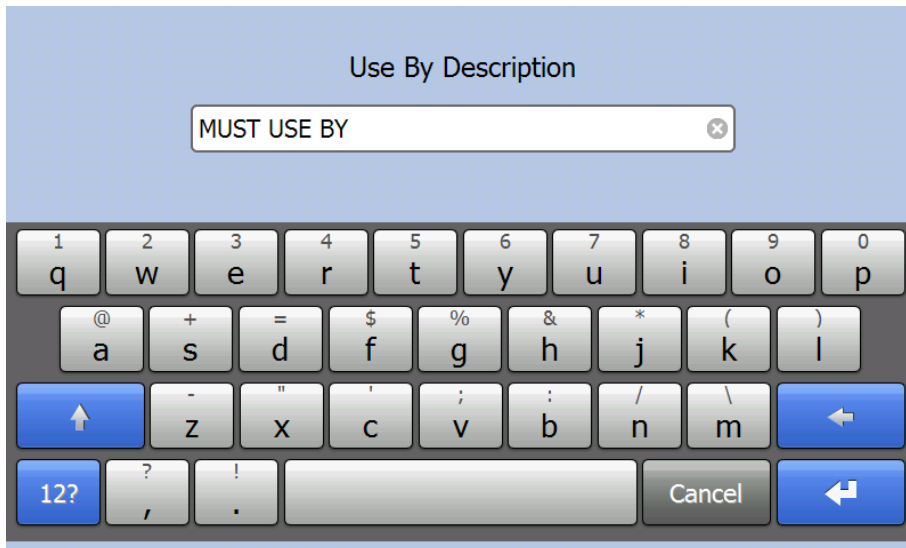 Use By Description
MUST USE BY
1 2 3 4 5 6 7 8 9 0
q w e r t y u i o p
@ + = $ % & * ( )
a s d f g h j k l
- " ' ; : / \
z x c v b n m
? !
12? , . Cancel